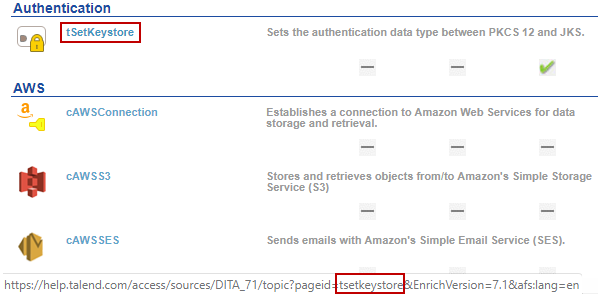 Authentication
tSetKeystore
Sets the authentication data type between PKCS 12 and JKS.
AWS
cAWSConnection
Establishes a connection to Amazon Web Services for data
storage and retrieval.
cAWSS3
Stores and retrieves objects from/to Amazon's Simple Storage
Service (S3)
cAWSSES
Sends emails with Amazon's Simple Email Service (SES).
https://help.talend.com/access/sources/DITA_71/topic?pageid=tsetkeystore&EnrichVersion=7.1&afs:lang=en